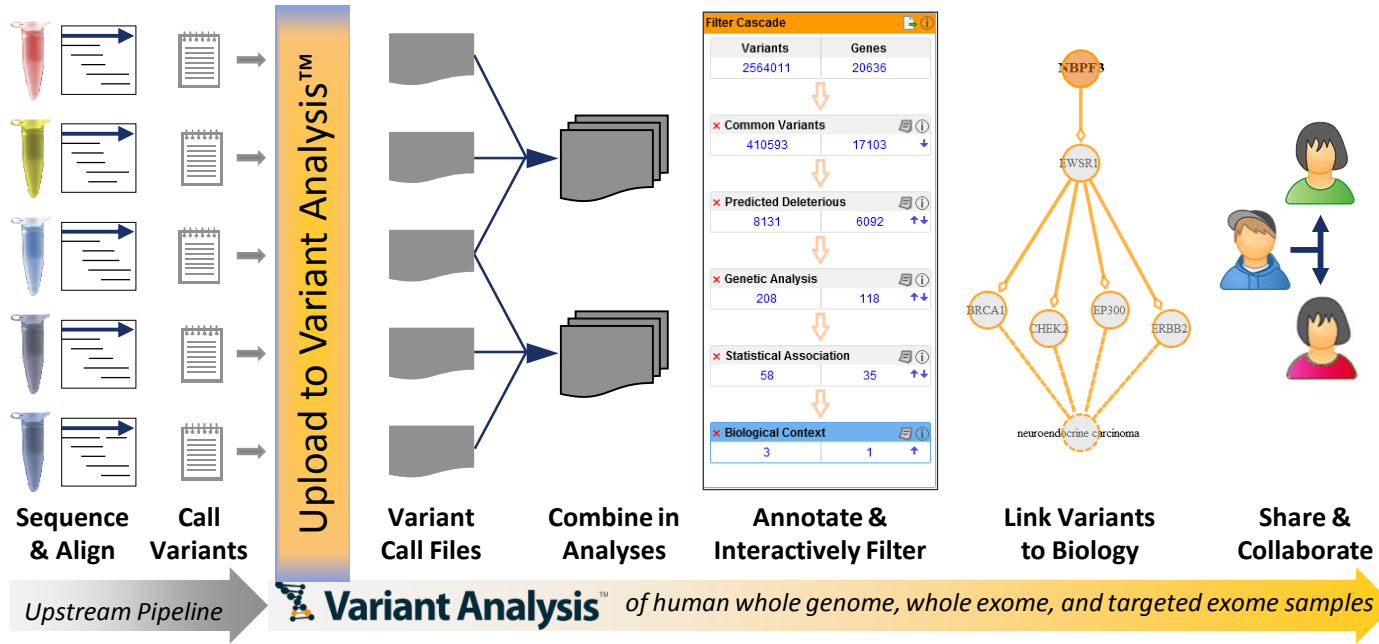 Upload to Variant Analysis™
Filter Cascade
Variants Genes
2564011 20636
× Common Variants
410593 17103
× Predicted Deleterious
8131 6092
× Genetic Analysis
208 118
× Statistical Association
58 35
× Biological Context
3 1
NBPF3
EWSR1
BRCA1
CHEK2
EP300
ERBB2
neuroendocrine carcinoma
Sequence
& Align
Call
Variants
Variant
Call Files
Combine in
Analyses
Annotate &
Interactively Filter
Link Variants
to Biology
Share &
Collaborate
Upstream Pipeline
Variant Analysis™ of human whole genome, whole exome, and targeted exome samples